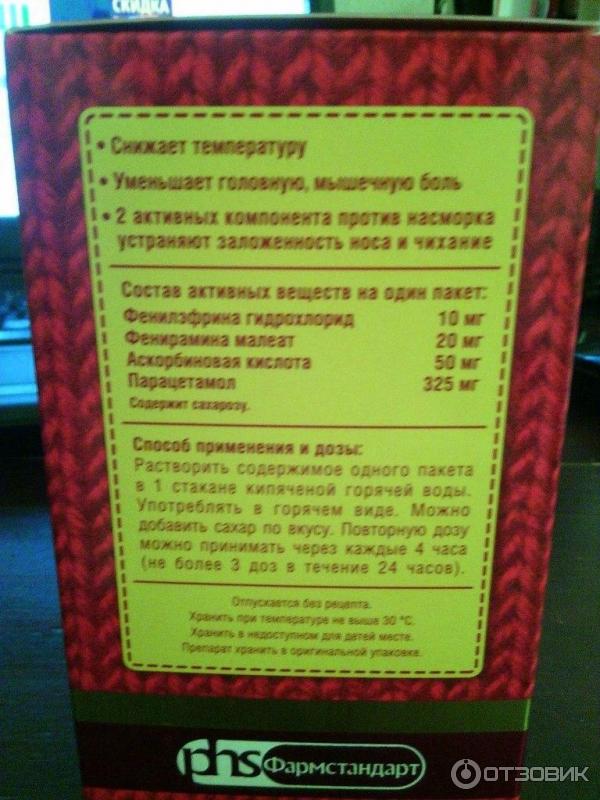 СКИДКА
• Снижает температуру
• Уменьшает головную, мышечную боль
• 2 активных компонента против насморка
устраняют заложенность носа и чихание
Состав активных веществ на один пакет:
Фенилэфрина гидрохлорид 10 мг
Фенирамина малеат 20 мг
Аскорбиновая кислота 50 мг
Парацетамол 325 мг
Содержит сахарозу.
Способ применения и дозы:
Растворить содержимое одного пакета
в 1 стакане кипяченой горячей воды.
Употреблять в горячем виде. Можно
добавить сахар по вкусу. Повторную дозу
можно принимать через каждые 4 часа
(не более 3 доз в течение 24 часов).
Отпускается без рецепта.
Хранить при температуре не выше 30 °С.
Хранить в недоступном для детей месте.
Препарат хранить в оригинальной упаковке.
phs Фармстандарт
ОТЗОВИК